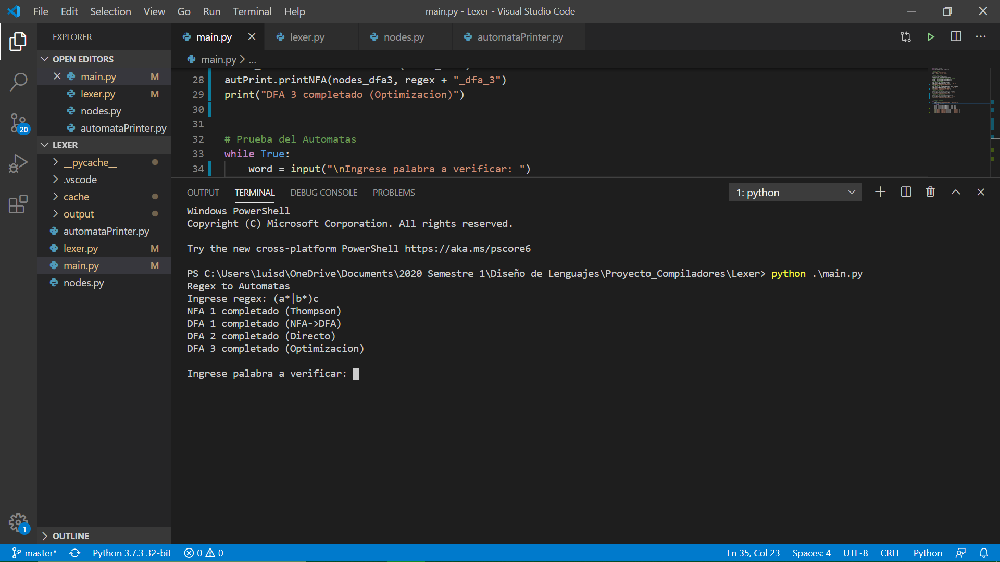 File Edit Selection View Go Run Terminal Help
main.py - Lexer - Visual Studio Code
EXPLORER
OPEN EDITORS
main.py M
lexer.py M
nodes.py
automataPrinter.py
LEXER
__pycache__
.vscode
cache
output
automataPrinter.py
lexer.py M
main.py M
nodes.py
OUTLINE
20
1
main.py lexer.py nodes.py automataPrinter.py
main.py > ...
28 autPrint.printNFA(nodes_dfa3, regex + "_dfa_3")
29 print("DFA 3 completado (Optimizacion)")
30
31
32 # Prueba del Automatas
33 while True:
34 word = input("\nIngrese palabra a verificar: ")
OUTPUT TERMINAL DEBUG CONSOLE PROBLEMS
1: python
Windows PowerShell
Copyright (C) Microsoft Corporation. All rights reserved.
Try the new cross-platform PowerShell https://aka.ms/pscore6
PS C:\Users\luisd\OneDrive\Documents\2020 Semestre 1\Diseño de Lenguajes\Proyecto_Compiladores\Lexer> python .\main.py
Regex to Automatas
Ingrese regex: (a*|b*)c
NFA 1 completado (Thompson)
DFA 1 completado (NFA->DFA)
DFA 2 completado (Directo)
DFA 3 completado (Optimizacion)
Ingrese palabra a verificar:
master* Python 3.7.3 32-bit 0 0
Ln 35, Col 23 Spaces: 4 UTF-8 CRLF Python